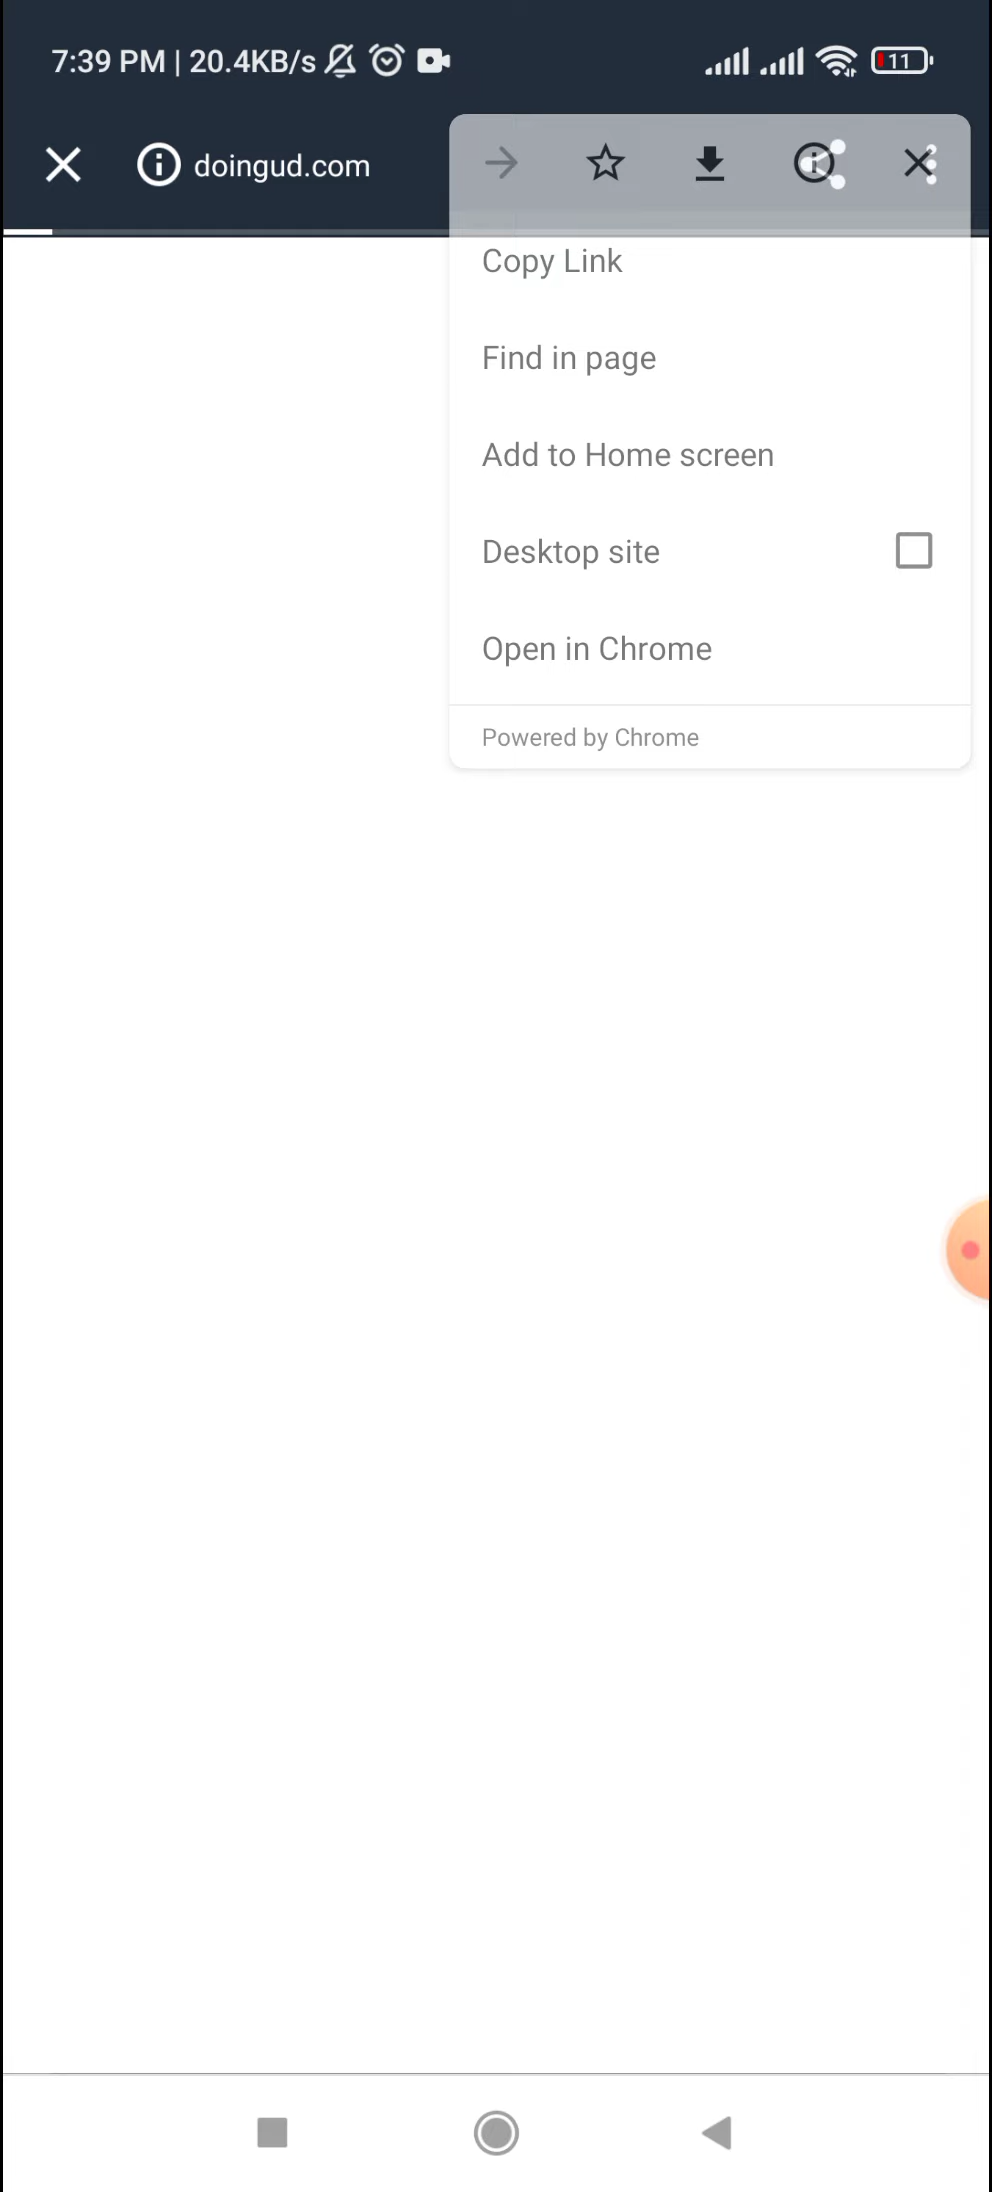 7:39 PM | 20.4KB/s
11
doingud.com
Copy Link
Find in page
Add to Home screen
Desktop site
Open in Chrome
Powered by Chrome